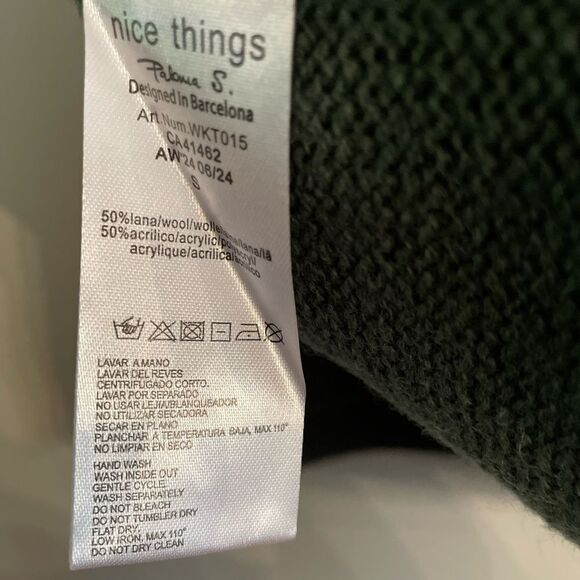 nice things
Paloma S.
Designed in Barcelona
Art.Num.WKT015
CA41462
AW'24 06/24
S
50%lana/wool/wolle/lana/lã
50%acrilico/acrylic/polyacryl/
acrylique/acrilica/acrilico
LAVAR A MANO
LAVAR DEL REVES
CENTRIFUGADO CORTO.
LAVAR POR SEPARADO
NO USAR LEJIA/BLANQUEADOR
NO UTILIZAR SECADORA
SECAR EN PLANO
PLANCHAR A TEMPERATURA BAJA, MAX 110°
NO LIMPIAR EN SECO
HAND WASH
WASH INSIDE OUT
GENTLE CYCLE.
WASH SEPARATELY
DO NOT BLEACH
DO NOT TUMBLER DRY
FLAT DRY.
LOW IRON, MAX 110°
DO NOT DRY CLEAN